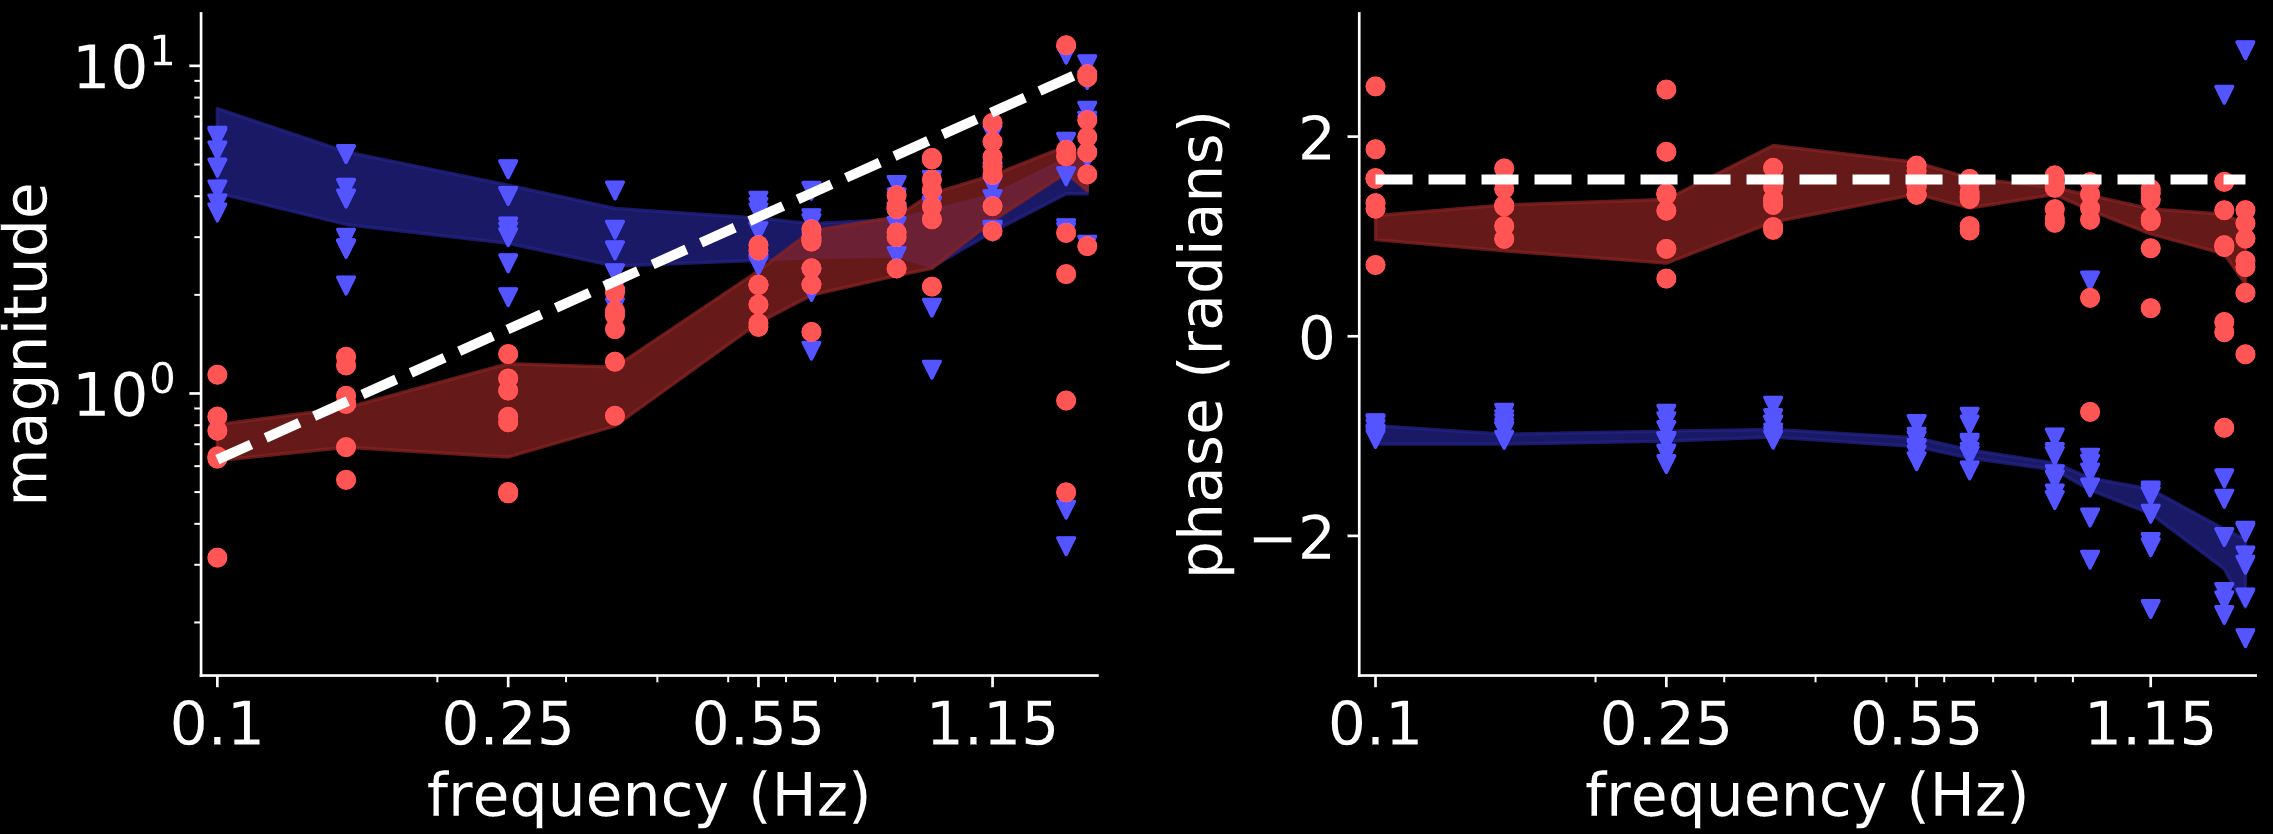 magnitude
10¹
10⁰
0.1 0.25 0.55 1.15
frequency (Hz)
phase (radians)
2
0
−2
0.1 0.25 0.55 1.15
frequency (Hz)